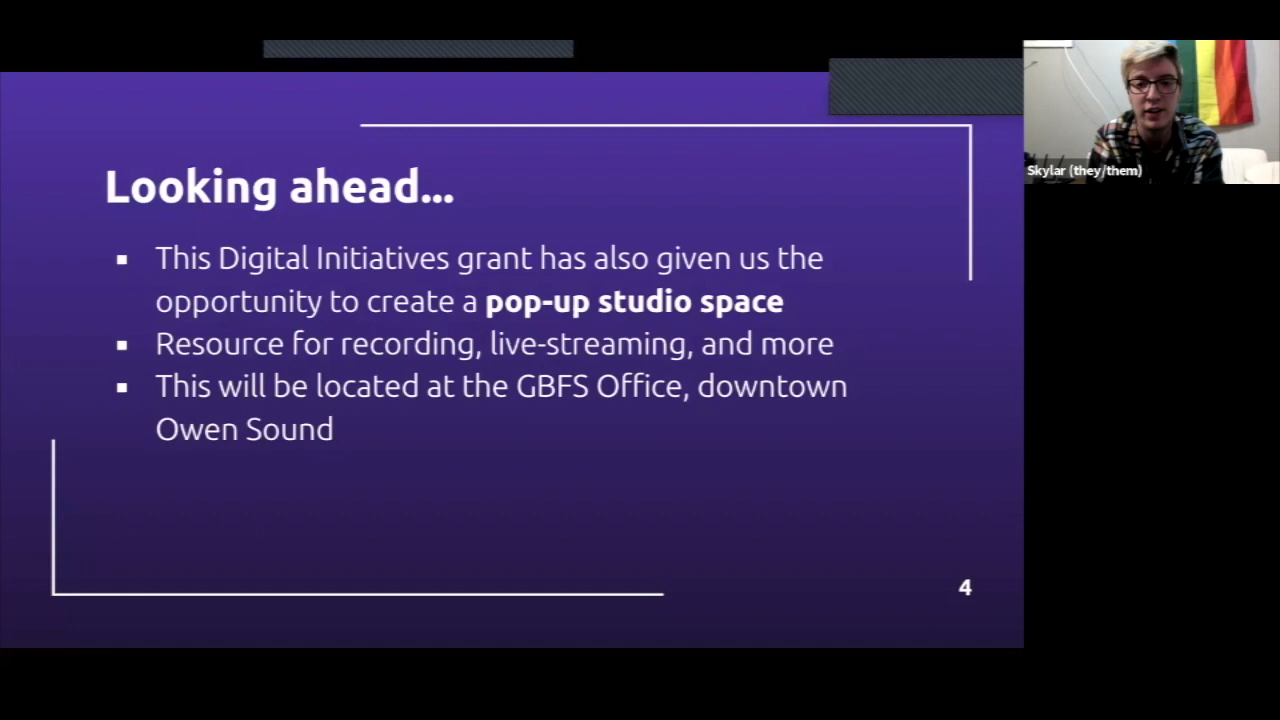 Looking ahead...
▪ This Digital Initiatives grant has also given us the
opportunity to create a pop-up studio space
▪ Resource for recording, live-streaming, and more
▪ This will be located at the GBFS Office, downtown
Owen Sound
4
Skylar (they/them)